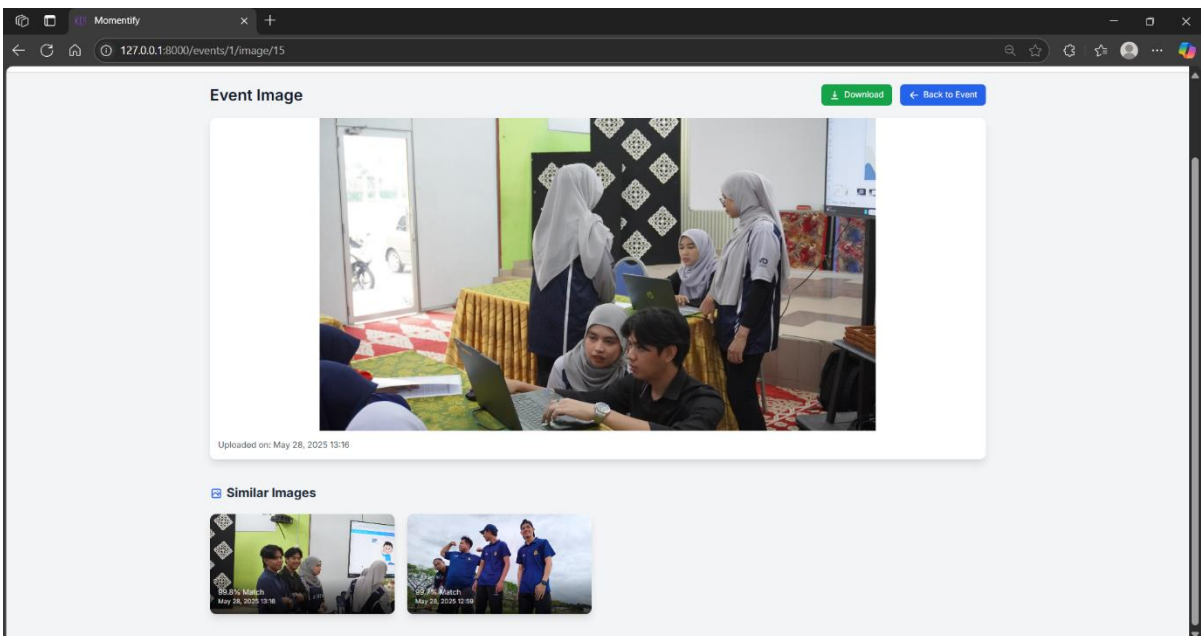 Momentify
127.0.0.1:8000/events/1/image/15
Event Image
Download
Back to Event
Uploaded on: May 28, 2025 13:16
Similar Images
99.8% Match
May 28, 2025 13:16
Match
May 28, 2025 12:59